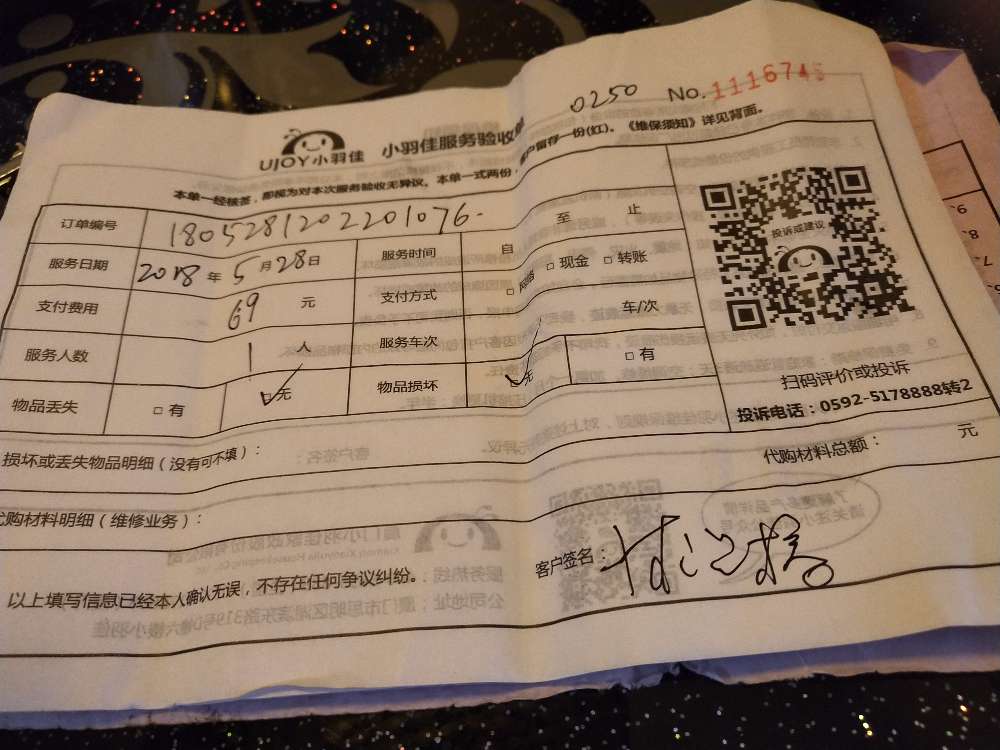 0250 No.111674
UJOY小羽佳 小羽佳服务验收单
本单一经核签,即视为对本次服务验收无异议。本单一式两份,客户留存一份(红)。《维保须知》详见背面。
订单编号 1805281202201076.
服务日期 2018年5月28日 服务时间 自 至 止
支付费用 69 元 支付方式 □ □ 现金 □ 转账
服务人数 1 人 服务车次 车/次
物品丢失 □ 有 □ 无 物品损坏 □ 无 □ 有
投诉或建议
扫码评价或投诉
投诉电话:0592-5178888转2
损坏或丢失物品明细(没有可不填):
代购材料总额: 元
代购材料明细(维修业务):
以上填写信息已经本人确认无误,不存在任何争议纠纷。
客户签名: